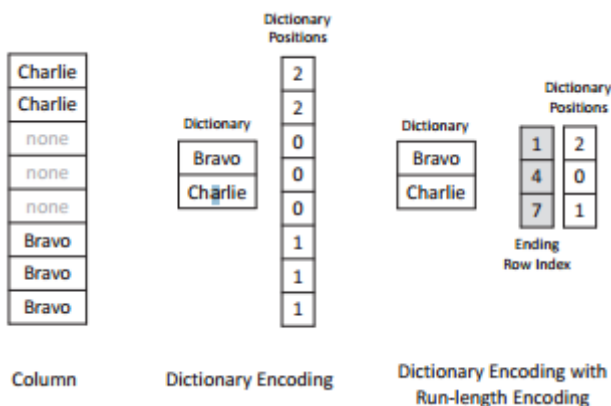 Charlie
Charlie
none
none
none
Bravo
Bravo
Bravo
Column
Dictionary
Bravo
Charlie
Dictionary
Positions
2
2
0
0
0
1
1
1
Dictionary Encoding
Dictionary
Bravo
Charlie
1
4
7
Ending
Row Index
Dictionary
Positions
2
0
1
Dictionary Encoding with
Run-length Encoding